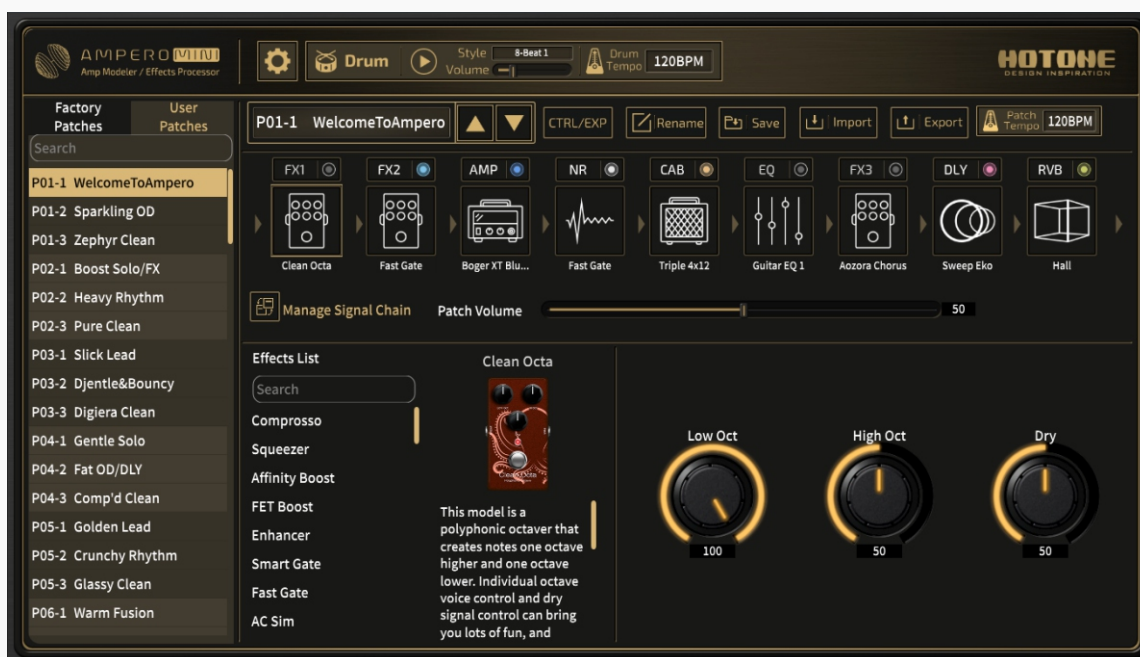 AMPERO MINI
Amp Modeler / Effects Processor
Drum
Style
8-Beat 1
Volume
Drum
Tempo
120BPM
HOTONE
DESIGN INSPIRATION
Factory
Patches
User
Patches
P01-1 WelcomeToAmpero
CTRL/EXP
Rename
Save
Import
Export
Patch
Tempo
120BPM
Search
P01-1 WelcomeToAmpero
P01-2 Sparkling OD
P01-3 Zephyr Clean
P02-1 Boost Solo/FX
P02-2 Heavy Rhythm
P02-3 Pure Clean
P03-1 Slick Lead
P03-2 Djentle&Bouncy
P03-3 Digiera Clean
P04-1 Gentle Solo
P04-2 Fat OD/DLY
P04-3 Comp'd Clean
P05-1 Golden Lead
P05-2 Crunchy Rhythm
P05-3 Glassy Clean
P06-1 Warm Fusion
FX1
FX2
AMP
NR
CAB
EQ
FX3
DLY
RVB
Clean Octa
Fast Gate
Boger XT Blu...
Fast Gate
Triple 4x12
Guitar EQ 1
Aozora Chorus
Sweep Eko
Hall
Manage Signal Chain
Patch Volume
50
Effects List
Search
Comprosso
Squeezer
Affinity Boost
FET Boost
Enhancer
Smart Gate
Fast Gate
AC Sim
Clean Octa
Clean Octa
This model is a
polyphonic octaver that
creates notes one octave
higher and one octave
lower. Individual octave
voice control and dry
signal control can bring
you lots of fun, and
Low Oct
100
High Oct
50
Dry
50